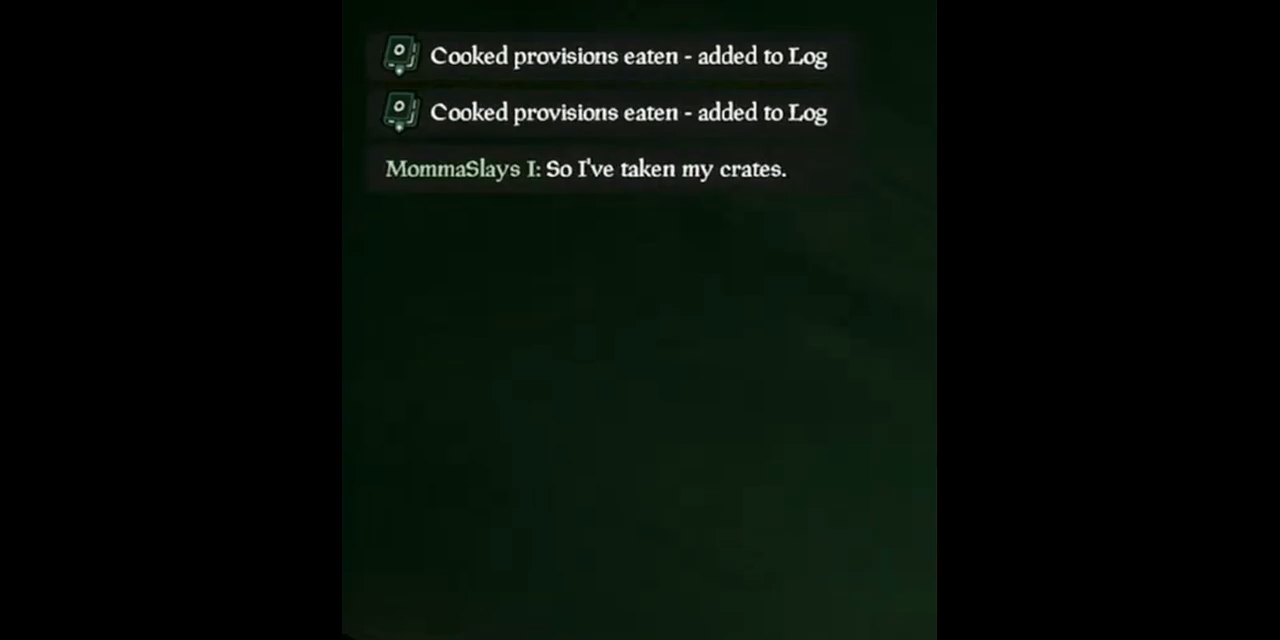 Cooked provisions eaten - added to Log
Cooked provisions eaten - added to Log
MommaSlays I: So I've taken my crates.